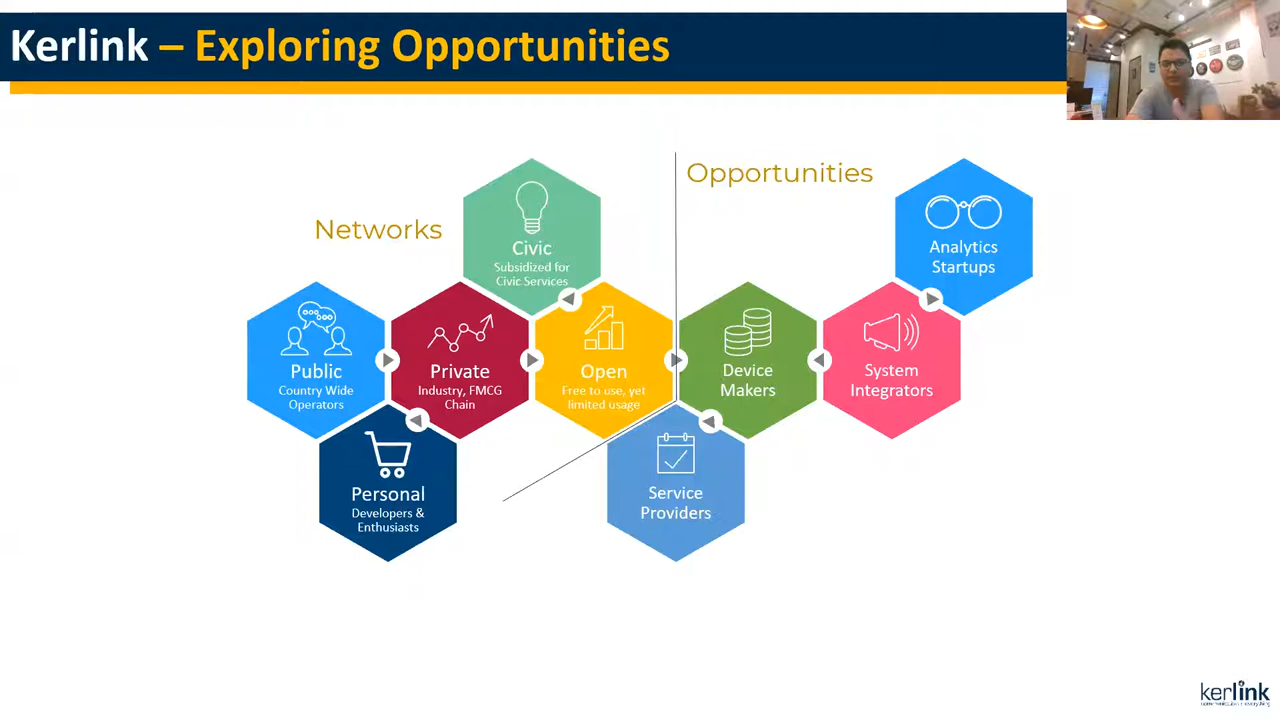 Kerlink – Exploring Opportunities
Networks
Opportunities
Civic
Subsidized for
Civic Services
Analytics
Startups
Public
Country Wide
Operators
Private
Industry, FMCG
Chain
Open
Free to use, yet
limited usage
Device
Makers
System
Integrators
Personal
Developers &
Enthusiasts
Service
Providers
kerlink